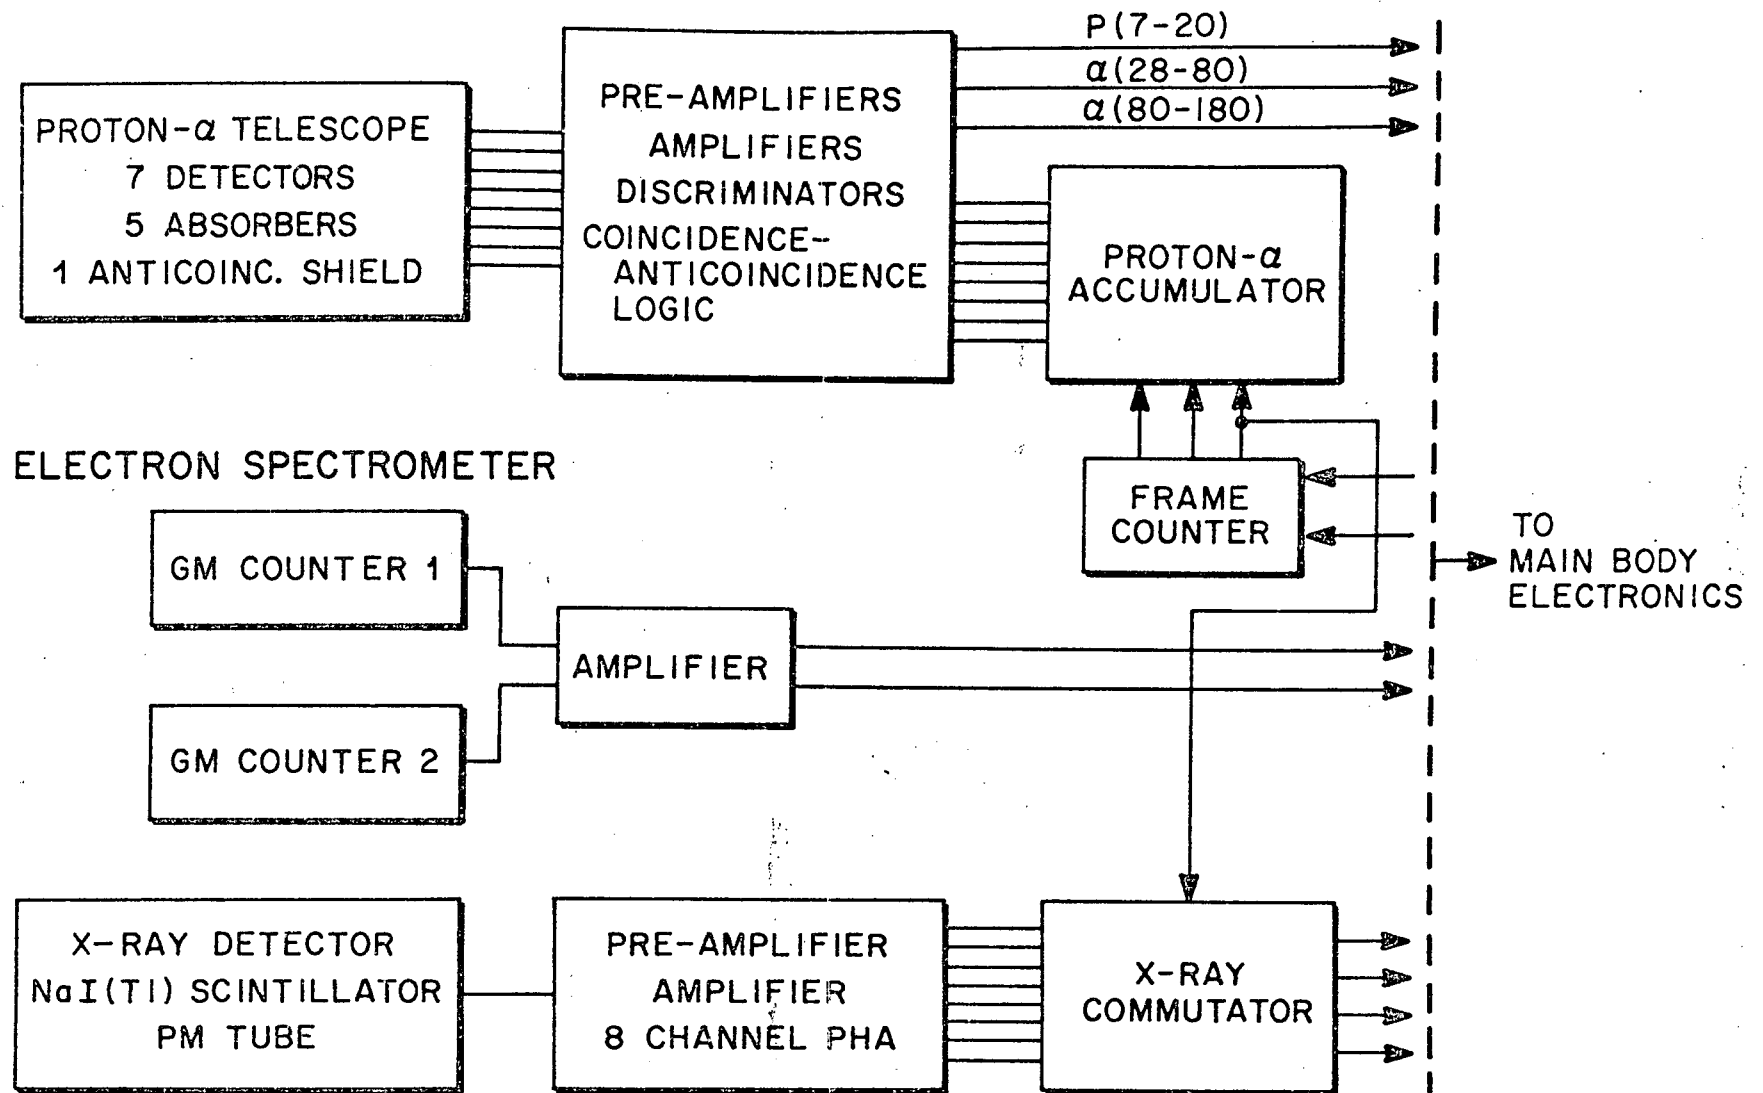 P(7-20)
α(28-80)
α(80-180)
PROTON-α TELESCOPE
7 DETECTORS
5 ABSORBERS
1 ANTICOINC. SHIELD
PRE-AMPLIFIERS
AMPLIFIERS
DISCRIMINATORS
COINCIDENCE-
ANTICOINCIDENCE
LOGIC
PROTON-α
ACCUMULATOR
FRAME
COUNTER
TO
MAIN BODY
ELECTRONICS
ELECTRON SPECTROMETER
GM COUNTER 1
GM COUNTER 2
AMPLIFIER
X-RAY DETECTOR
NaI(Tl) SCINTILLATOR
PM TUBE
PRE-AMPLIFIER
AMPLIFIER
8 CHANNEL PHA
X-RAY
COMMUTATOR